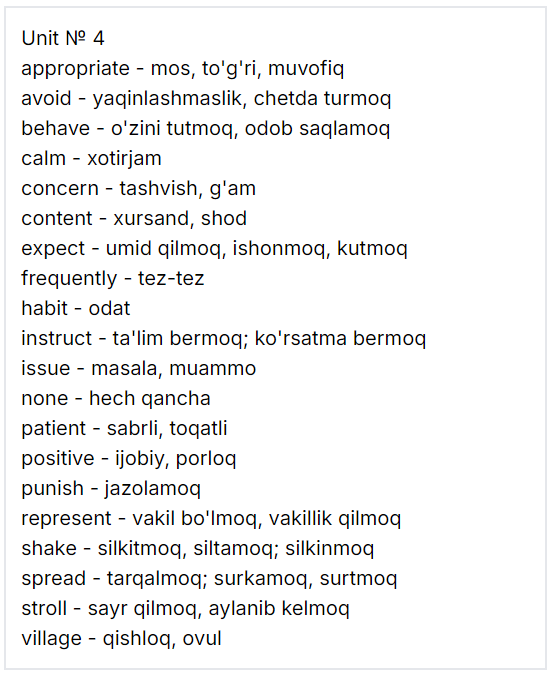 Unit № 4
appropriate - mos, to'g'ri, muvofiq
avoid - yaqinlashmaslik, chetda turmoq
behave - o'zini tutmoq, odob saqlamoq
calm - xotirjam
concern - tashvish, g'am
content - xursand, shod
expect - umid qilmoq, ishonmoq, kutmoq
frequently - tez-tez
habit - odat
instruct - ta'lim bermoq; ko'rsatma bermoq
issue - masala, muammo
none - hech qancha
patient - sabrli, toqatli
positive - ijobiy, porloq
punish - jazolamoq
represent - vakil bo'lmoq, vakillik qilmoq
shake - silkitmoq, siltamoq; silkinmoq
spread - tarqalmoq; surkamoq, surtmoq
stroll - sayr qilmoq, aylanib kelmoq
village - qishloq, ovul